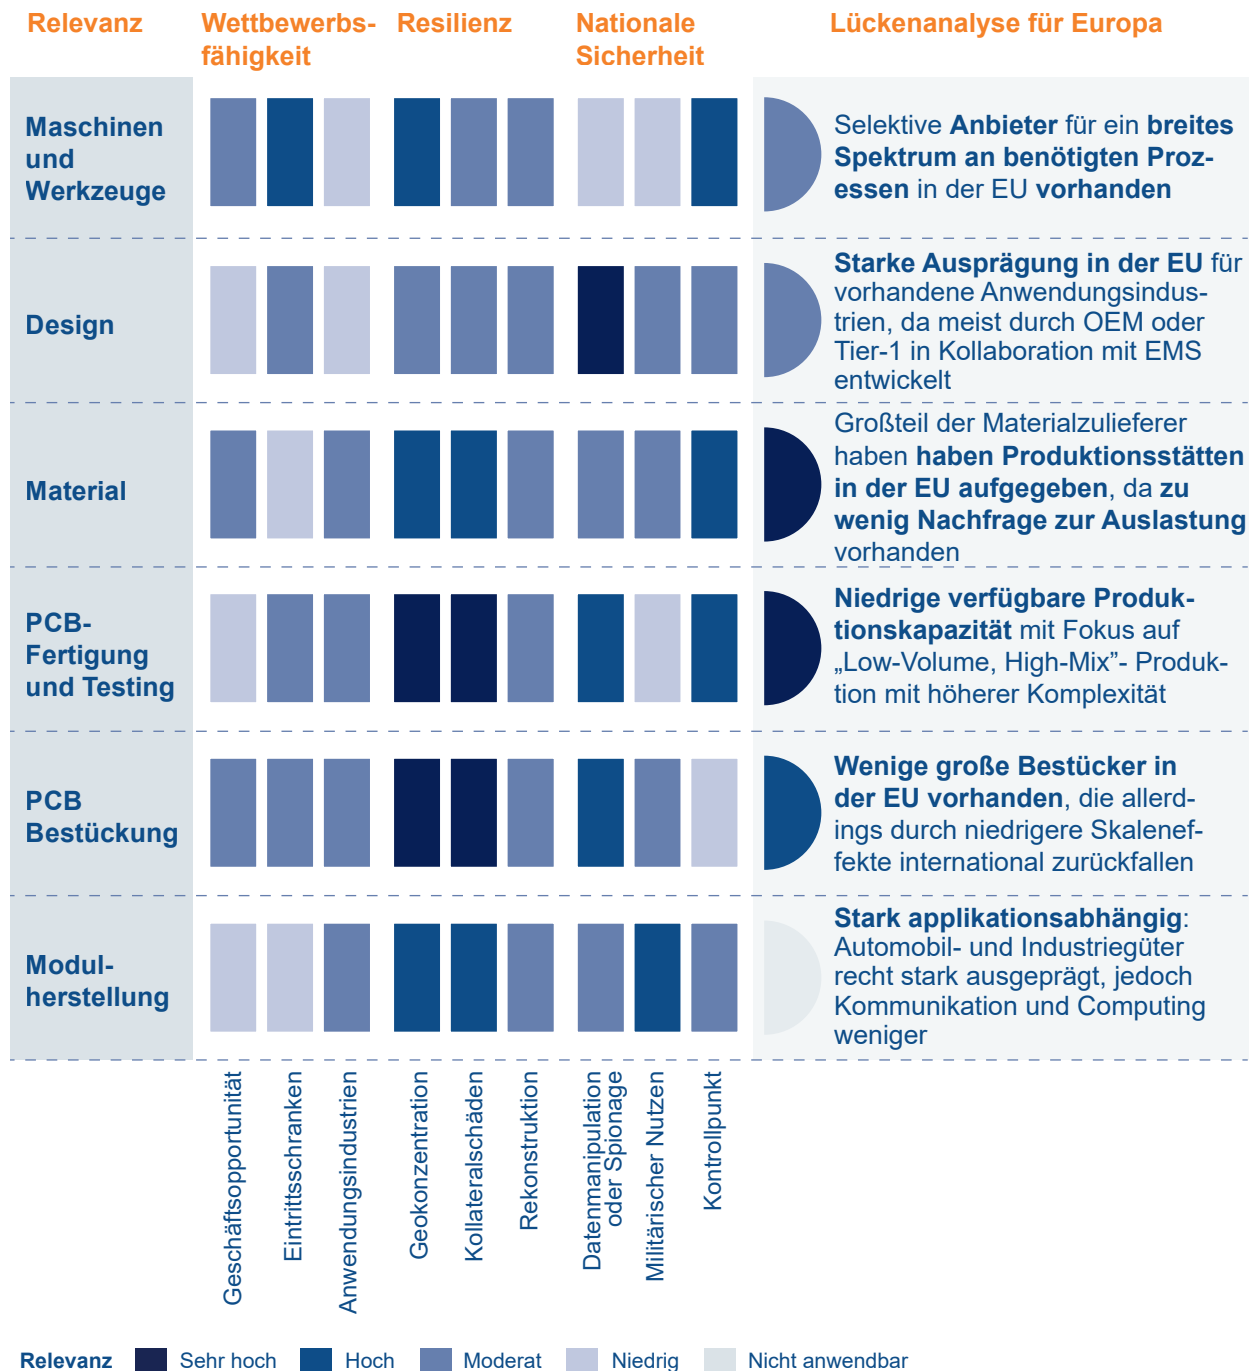 Relevanz
Wettbewerbs-
fähigkeit
Resilienz
Nationale
Sicherheit
Lückenanalyse für Europa
Maschinen
und
Werkzeuge
Selektive Anbieter für ein breites
Spektrum an benötigten Proz-
essen in der EU vorhanden
Design
Starke Ausprägung in der EU für
vorhandene Anwendungsindus-
trien, da meist durch OEM oder
Tier-1 in Kollaboration mit EMS
entwickelt
Material
Großteil der Materialzulieferer
haben haben Produktionsstätten
in der EU aufgegeben, da zu
wenig Nachfrage zur Auslastung
vorhanden
PCB-
Fertigung
und Testing
Niedrige verfügbare Produk-
tionskapazität mit Fokus auf
„Low-Volume, High-Mix”- Produk-
tion mit höherer Komplexität
PCB
Bestückung
Wenige große Bestücker in
der EU vorhanden, die allerd-
ings durch niedrigere Skalenef-
fekte international zurückfallen
Modul-
herstellung
Stark applikationsabhängig:
Automobil- und Industriegüter
recht stark ausgeprägt, jedoch
Kommunikation und Computing
weniger
Geschäftsopportunität
Eintrittsschranken
Anwendungsindustrien
Geokonzentration
Kollateralschäden
Rekonstruktion
Datenmanipulation
oder Spionage
Militärischer Nutzen
Kontrollpunkt
Relevanz
Sehr hoch
Hoch
Moderat
Niedrig
Nicht anwendbar